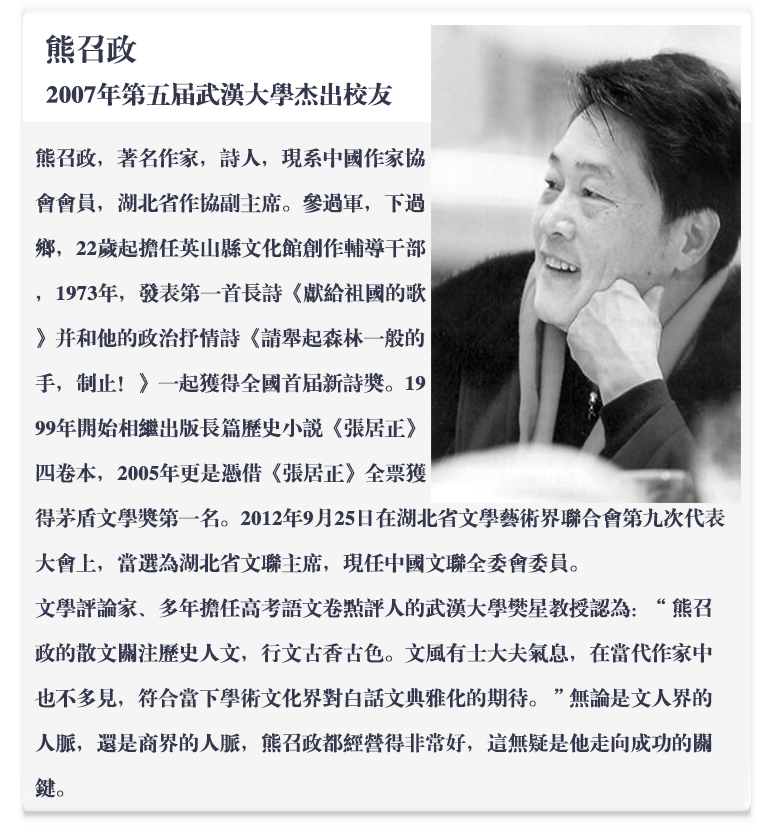 熊召政
2007年第五届武漢大學杰出校友
熊召政，著名作家，詩人，現系中國作家協
會會員，湖北省作協副主席。參過軍，下過
鄉，22歲起擔任英山縣文化館創作輔導干部
，1973年，發表第一首長詩《獻給祖國的歌
》并和他的政治抒情詩《請舉起森林一般的
手，制止！》一起獲得全國首届新詩獎。19
99年開始相繼出版長篇歷史小説《張居正》
四卷本，2005年更是憑借《張居正》全票獲
得茅盾文學獎第一名。2012年9月25日在湖北省文學藝術界聯合會第九次代表
大會上，當選為湖北省文聯主席，現任中國文聯全委會委員。
文學評論家、多年擔任高考語文卷點評人的武漢大學樊星教授認為：“ 熊召
政的散文關注歷史人文，行文古香古色。文風有士大夫氣息，在當代作家中
也不多見，符合當下學術文化界對白話文典雅化的期待。”無論是文人界的
人脈，還是商界的人脈，熊召政都經營得非常好，這無疑是他走向成功的關
鍵。